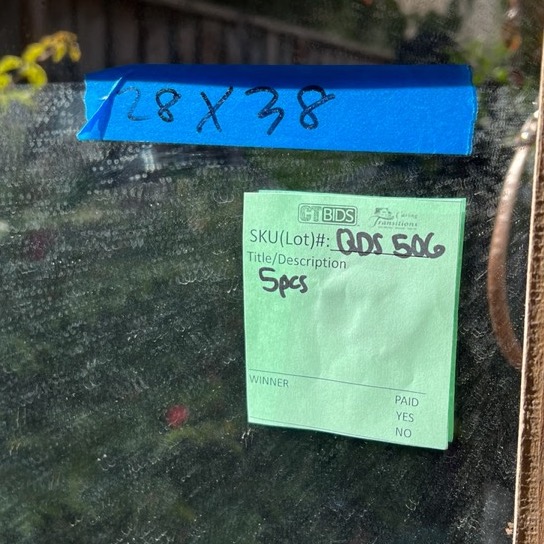 28 X 38
CTBIDS Caring Transitions
SKU(Lot)#: QDS 506
Title/Description
5pcs
WINNER
PAID
YES
NO